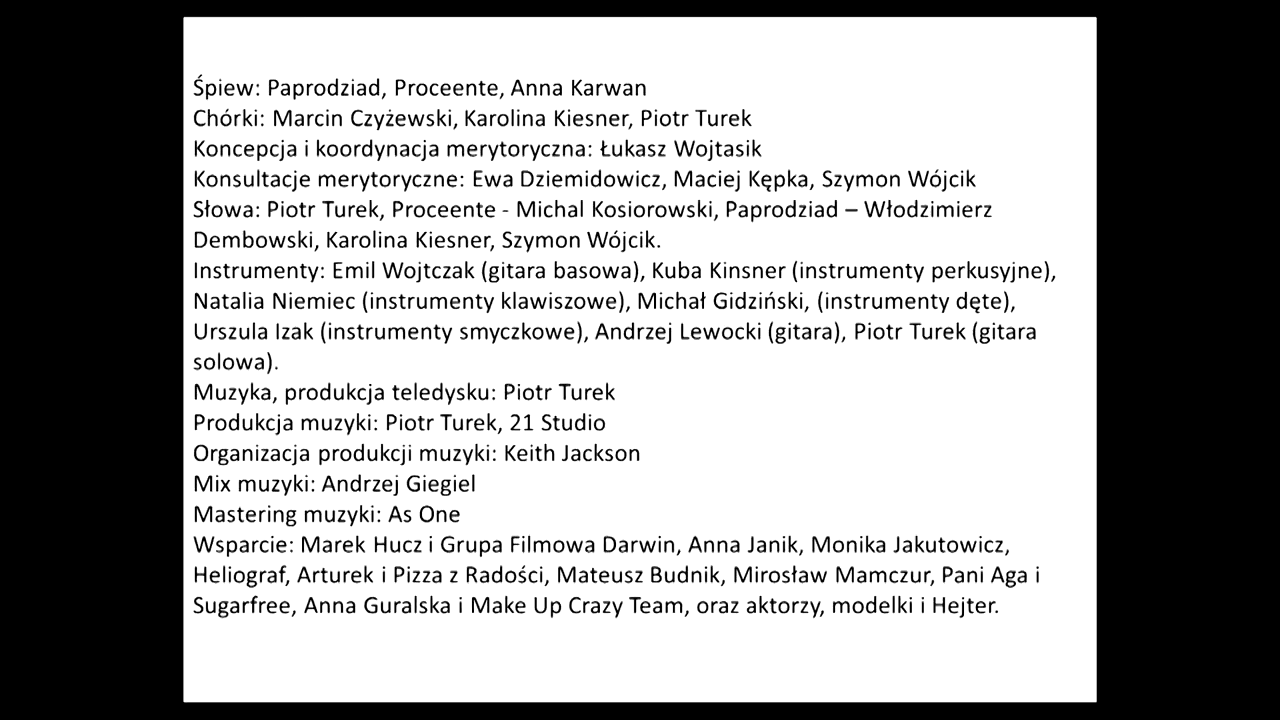 Śpiew: Paprodziad, Proceente, Anna Karwan
Chórki: Marcin Czyżewski, Karolina Kiesner, Piotr Turek
Koncepcja i koordynacja merytoryczna: Łukasz Wojtasik
Konsultacje merytoryczne: Ewa Dziemidowicz, Maciej Kępka, Szymon Wójcik
Słowa: Piotr Turek, Proceente - Michal Kosiorowski, Paprodziad – Włodzimierz
Dembowski, Karolina Kiesner, Szymon Wójcik.
Instrumenty: Emil Wojtczak (gitara basowa), Kuba Kinsner (instrumenty perkusyjne),
Natalia Niemiec (instrumenty klawiszowe), Michał Gidziński, (instrumenty dęte),
Urszula Izak (instrumenty smyczkowe), Andrzej Lewocki (gitara), Piotr Turek (gitara
solowa).
Muzyka, produkcja teledysku: Piotr Turek
Produkcja muzyki: Piotr Turek, 21 Studio
Organizacja produkcji muzyki: Keith Jackson
Mix muzyki: Andrzej Giegiel
Mastering muzyki: As One
Wsparcie: Marek Hucz i Grupa Filmowa Darwin, Anna Janik, Monika Jakutowicz,
Heliograf, Arturek i Pizza z Radości, Mateusz Budnik, Mirosław Mamczur, Pani Aga i
Sugarfree, Anna Guralska i Make Up Crazy Team, oraz aktorzy, modelki i Hejter.